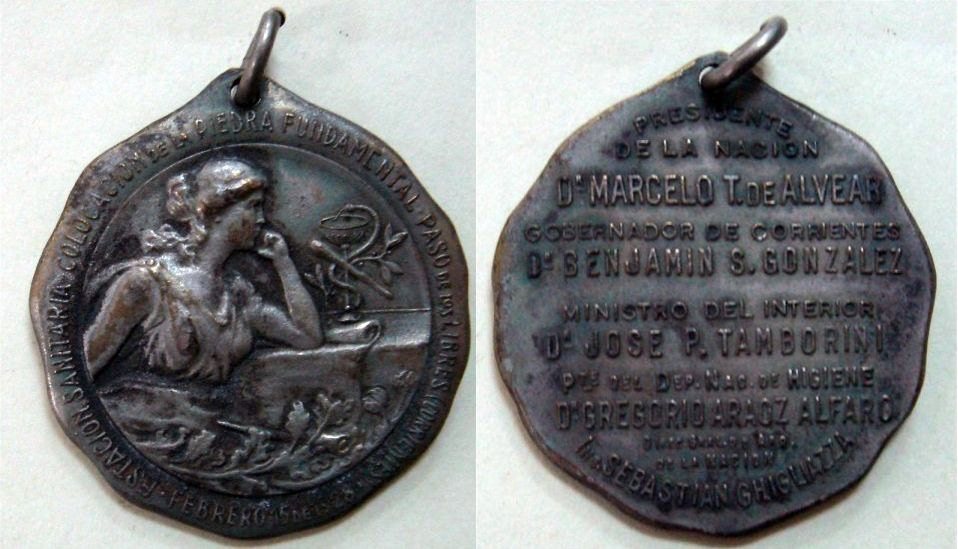 ESTACION SANITARIA-COLOCACION DE LA PIEDRA FUNDAMENTAL-PASO DE LOS LIBRES (CORRIENTES)
FEBRERO-15 DE 1928
PRESIDENTE
DE LA NACION
DR MARCELO T. DE ALVEAR
GOBERNADOR DE CORRIENTES
DR BENJAMIN S. GONZALEZ
MINISTRO DEL INTERIOR
DR JOSE P. TAMBORINI
PTE DEL DEP. NAC. DE HIGIENE
DR GREGORIO ARAOZ ALFARO
DE LA NACION
SEBASTIAN GHIGLIAZZA